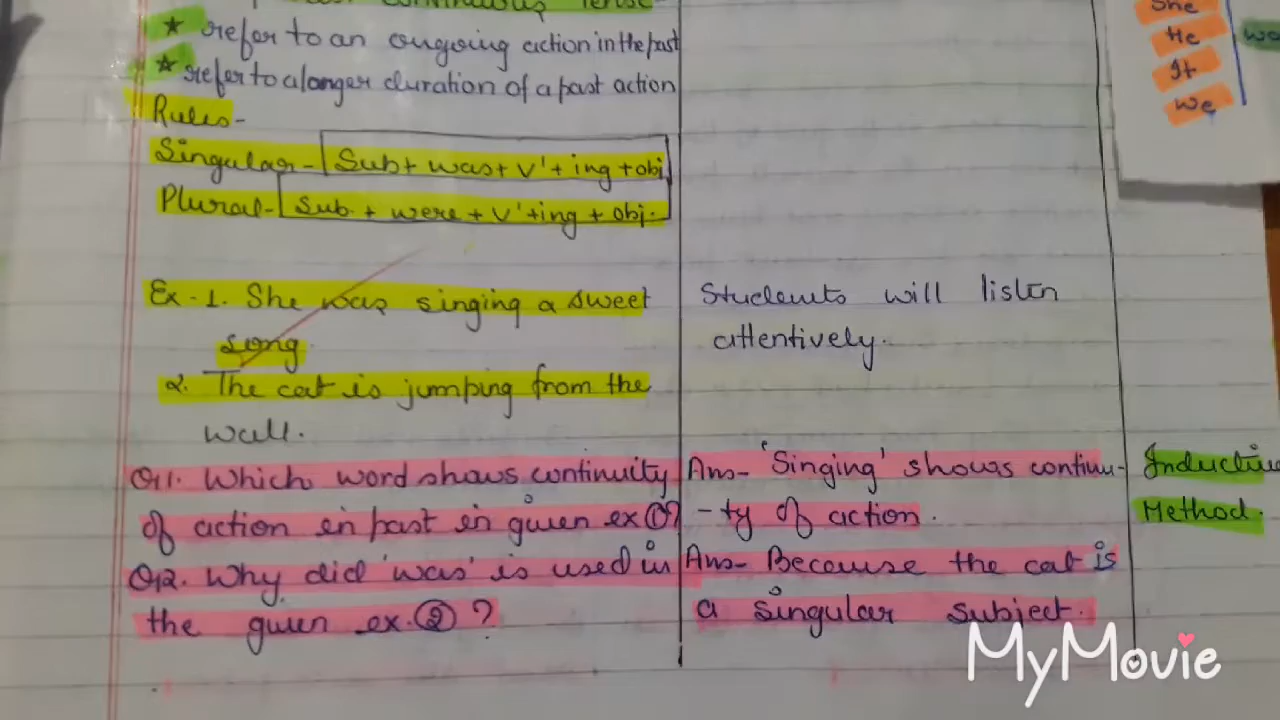 continuous tense
★ refer to an ongoing action in the past
★ refer to a longer duration of a past action
Rules-
Singular- Sub+ was+ V'+ ing +obj
Plural- Sub. + were + V'+ing + obj.
Ex - 1. She was singing a sweet
song.
2. The cat is jumping from the
wall.
Students will listen
attentively.
Q11. Which word shows continuity
of action in past in given ex ①?
Ans- 'Singing' shows continu-
-ty of action.
Inductive
Method.
Q12. Why did 'was' is used in
the given ex. ② ?
Ans- Because the cat is
a singular subject.
She
He
It
We
MyMovie